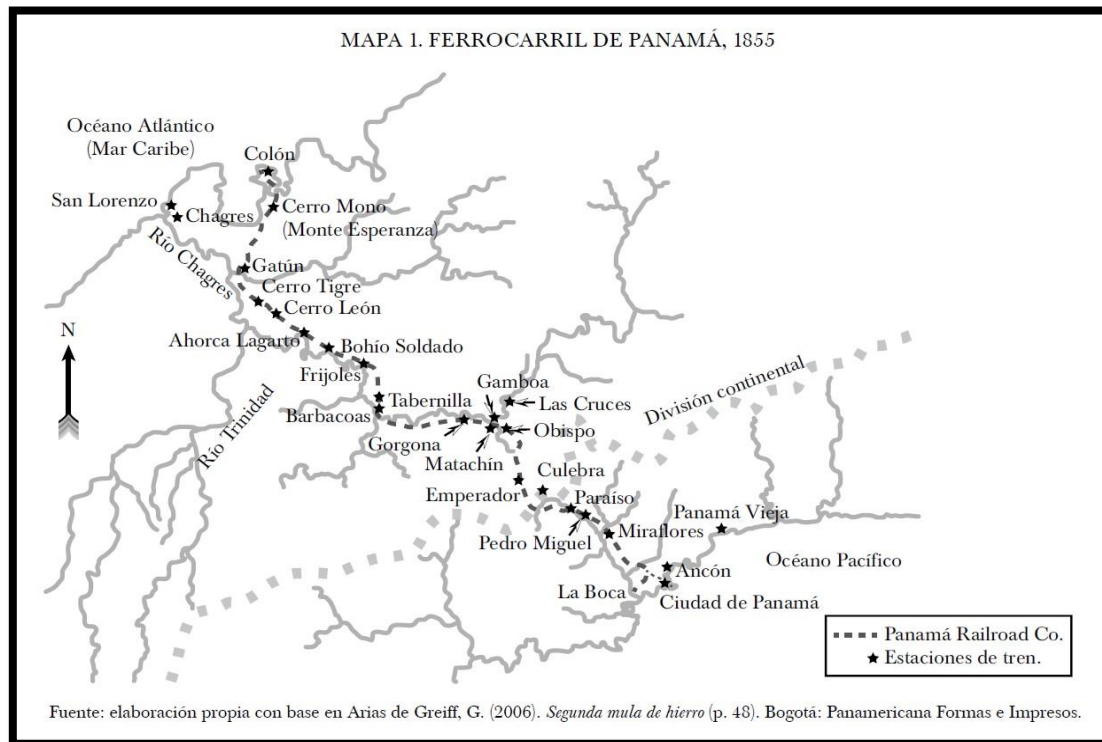 MAPA 1. FERROCARRIL DE PANAMÁ, 1855
Océano Atlántico
(Mar Caribe)
Colón
San Lorenzo
Chagres
Cerro Mono
(Monte Esperanza)
Río Chagres
Gatún
Cerro Tigre
Cerro León
N
Ahorca Lagarto
Bohío Soldado
Frijoles
Río Trinidad
Tabernilla
Barbacoas
Gamboa
Las Cruces
División continental
Gorgona
Obispo
Matachín
Culebra
Emperador
Paraíso
Panamá Vieja
Pedro Miguel
Miraflores
Océano Pacífico
Ancón
La Boca
Ciudad de Panamá
Panamá Railroad Co.
Estaciones de tren.
Fuente: elaboración propia con base en Arias de Greiff, G. (2006). Segunda mula de hierro (p. 48). Bogotá: Panamericana Formas e Impresos.